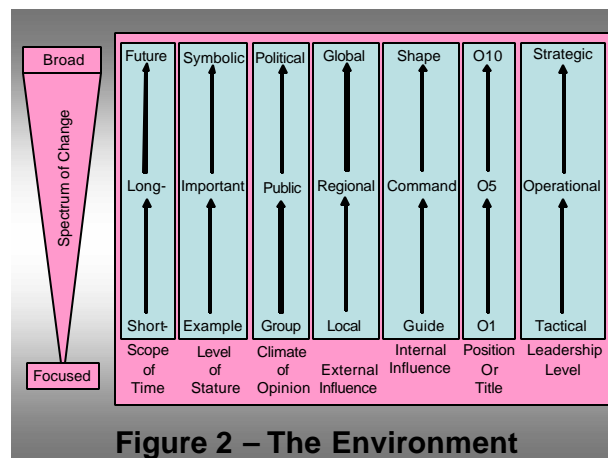 Broad
Spectrum of Change
Focused
Future Symbolic Political Global Shape O10 Strategic
Long- Important Public Regional Command O5 Operational
Short- Example Group Local Guide O1 Tactical
Scope
of
Time
Level
of
Stature
Climate
of
Opinion
External
Influence
Internal
Influence
Position
Or
Title
Leadership
Level
Figure 2 – The Environment